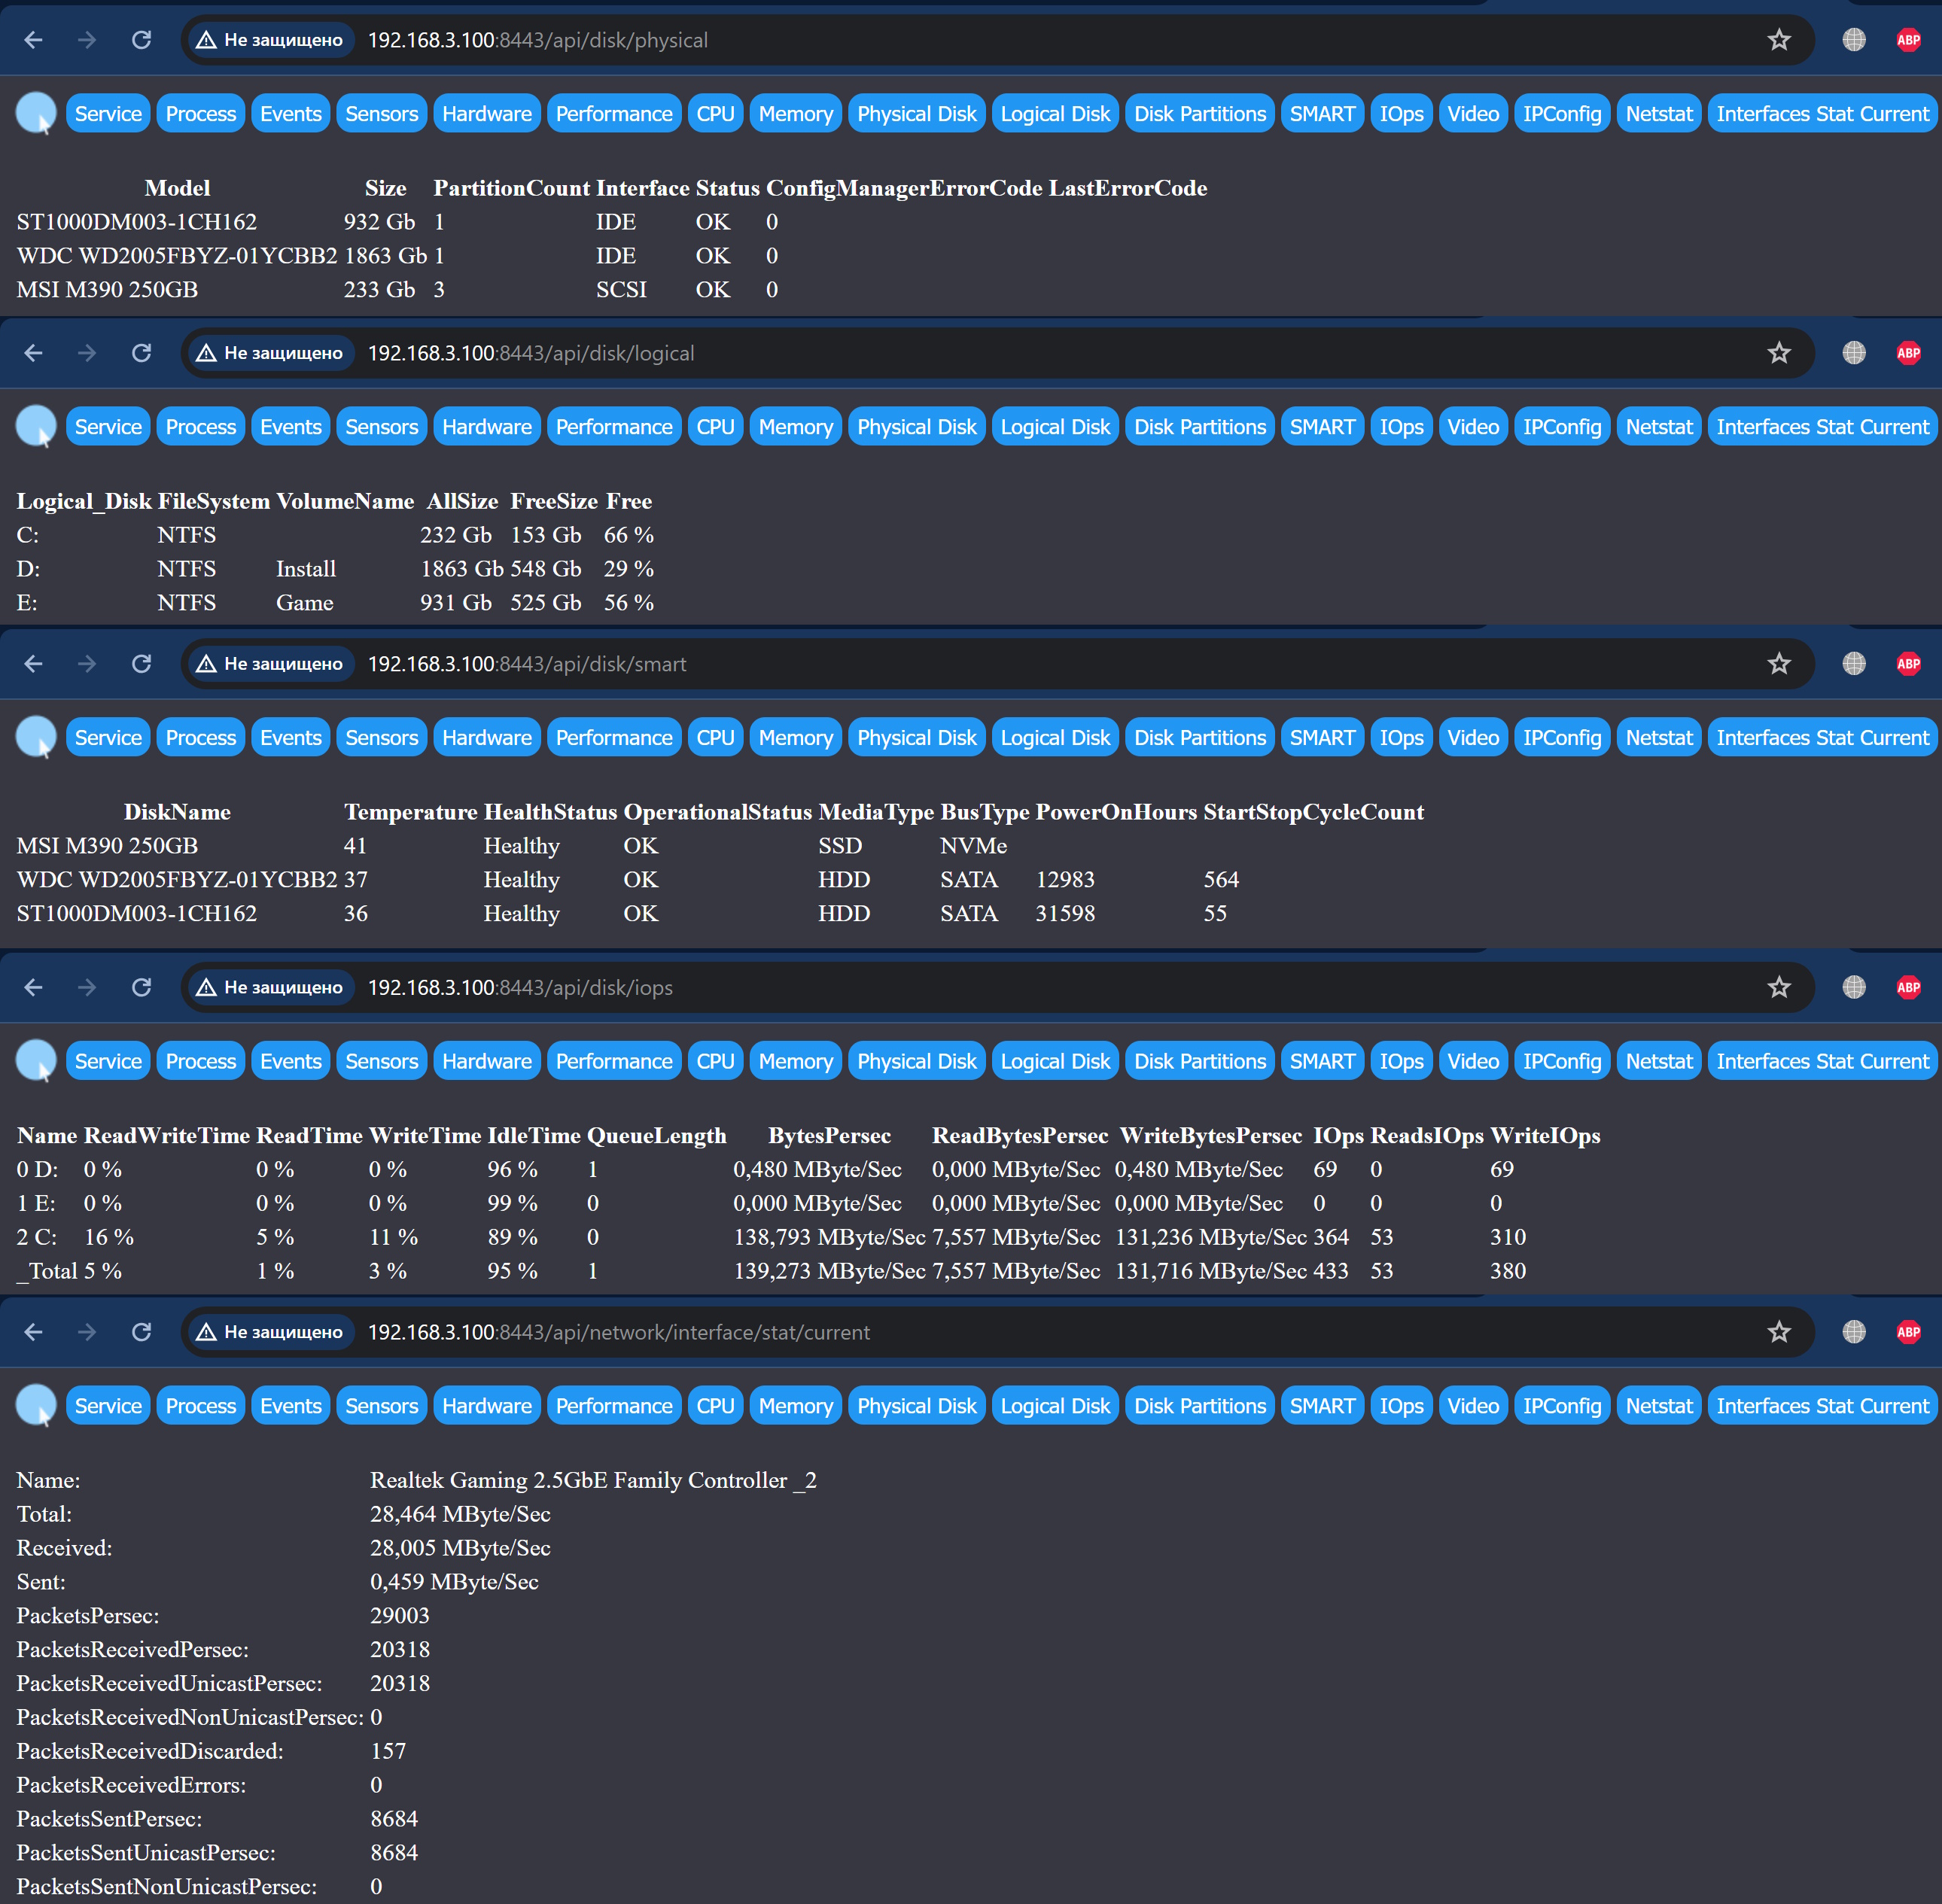 Не защищено 192.168.3.100:8443/api/disk/physical ABP
Service Process Events Sensors Hardware Performance CPU Memory Physical Disk Logical Disk Disk Partitions SMART IOps Video IPConfig Netstat Interfaces Stat Current
Model Size PartitionCount Interface Status ConfigManagerErrorCode LastErrorCode
ST1000DM003-1CH162 932 Gb 1 IDE OK 0
WDC WD2005FBYZ-01YCBB2 1863 Gb 1 IDE OK 0
MSI M390 250GB 233 Gb 3 SCSI OK 0
Не защищено 192.168.3.100:8443/api/disk/logical ABP
Service Process Events Sensors Hardware Performance CPU Memory Physical Disk Logical Disk Disk Partitions SMART IOps Video IPConfig Netstat Interfaces Stat Current
Logical_Disk FileSystem VolumeName AllSize FreeSize Free
C: NTFS 232 Gb 153 Gb 66 %
D: NTFS Install 1863 Gb 548 Gb 29 %
E: NTFS Game 931 Gb 525 Gb 56 %
Не защищено 192.168.3.100:8443/api/disk/smart ABP
Service Process Events Sensors Hardware Performance CPU Memory Physical Disk Logical Disk Disk Partitions SMART IOps Video IPConfig Netstat Interfaces Stat Current
DiskName Temperature HealthStatus OperationalStatus MediaType BusType PowerOnHours StartStopCycleCount
MSI M390 250GB 41 Healthy OK SSD NVMe
WDC WD2005FBYZ-01YCBB2 37 Healthy OK HDD SATA 12983 564
ST1000DM003-1CH162 36 Healthy OK HDD SATA 31598 55
Не защищено 192.168.3.100:8443/api/disk/iops ABP
Service Process Events Sensors Hardware Performance CPU Memory Physical Disk Logical Disk Disk Partitions SMART IOps Video IPConfig Netstat Interfaces Stat Current
Name ReadWriteTime ReadTime WriteTime IdleTime QueueLength BytesPersec ReadBytesPersec WriteBytesPersec IOps ReadsIOps WriteIOps
0 D: 0 % 0 % 0 % 96 % 1 0,480 MByte/Sec 0,000 MByte/Sec 0,480 MByte/Sec 69 0 69
1 E: 0 % 0 % 0 % 99 % 0 0,000 MByte/Sec 0,000 MByte/Sec 0,000 MByte/Sec 0 0 0
2 C: 16 % 5 % 11 % 89 % 0 138,793 MByte/Sec 7,557 MByte/Sec 131,236 MByte/Sec 364 53 310
_Total 5 % 1 % 3 % 95 % 1 139,273 MByte/Sec 7,557 MByte/Sec 131,716 MByte/Sec 433 53 380
Не защищено 192.168.3.100:8443/api/network/interface/stat/current ABP
Service Process Events Sensors Hardware Performance CPU Memory Physical Disk Logical Disk Disk Partitions SMART IOps Video IPConfig Netstat Interfaces Stat Current
Name: Realtek Gaming 2.5GbE Family Controller _2
Total: 28,464 MByte/Sec
Received: 28,005 MByte/Sec
Sent: 0,459 MByte/Sec
PacketsPersec: 29003
PacketsReceivedPersec: 20318
PacketsReceivedUnicastPersec: 20318
PacketsReceivedNonUnicastPersec: 0
PacketsReceivedDiscarded: 157
PacketsReceivedErrors: 0
PacketsSentPersec: 8684
PacketsSentUnicastPersec: 8684
PacketsSentNonUnicastPersec: 0